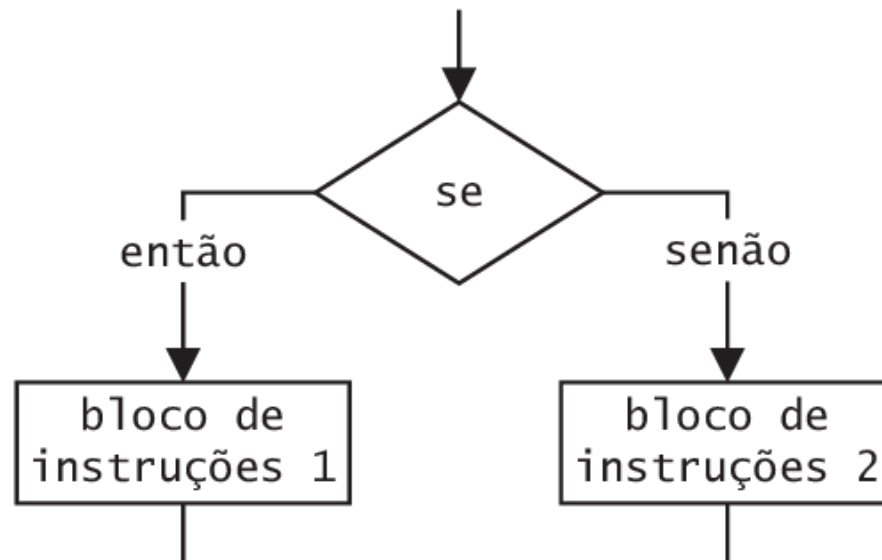 se
então
senão
bloco de
instruções 1
bloco de
instruções 2